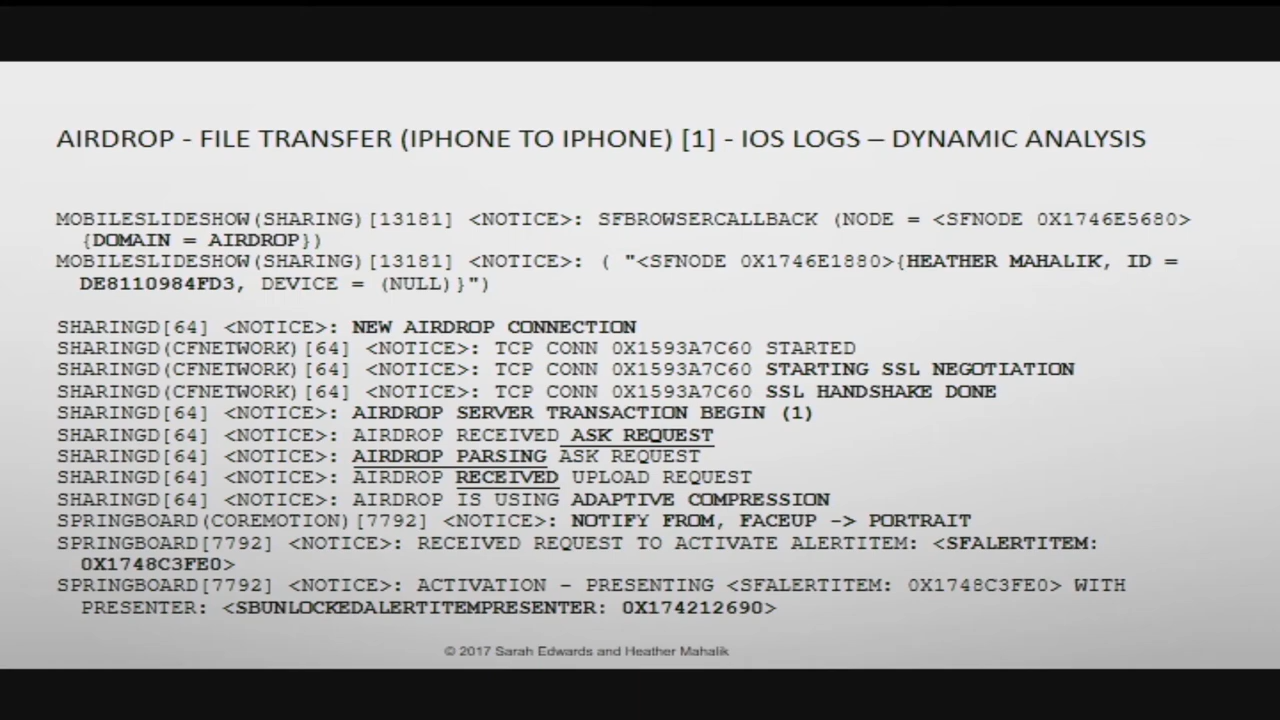 AIRDROP - FILE TRANSFER (IPHONE TO IPHONE) [1] - IOS LOGS – DYNAMIC ANALYSIS
MOBILESLIDESHOW(SHARING)[13181] <NOTICE>: SFBROWSERCALLBACK (NODE = <SFNODE 0X1746E5680>
{DOMAIN = AIRDROP})
MOBILESLIDESHOW(SHARING)[13181] <NOTICE>: ( "<SFNODE 0X1746E1880>{HEATHER MAHALIK, ID =
DE8110984FD3, DEVICE = (NULL)}")
SHARINGD[64] <NOTICE>: NEW AIRDROP CONNECTION
SHARINGD(CFNETWORK)[64] <NOTICE>: TCP CONN 0X1593A7C60 STARTED
SHARINGD(CFNETWORK)[64] <NOTICE>: TCP CONN 0X1593A7C60 STARTING SSL NEGOTIATION
SHARINGD(CFNETWORK)[64] <NOTICE>: TCP CONN 0X1593A7C60 SSL HANDSHAKE DONE
SHARINGD[64] <NOTICE>: AIRDROP SERVER TRANSACTION BEGIN (1)
SHARINGD[64] <NOTICE>: AIRDROP RECEIVED ASK REQUEST
SHARINGD[64] <NOTICE>: AIRDROP PARSING ASK REQUEST
SHARINGD[64] <NOTICE>: AIRDROP RECEIVED UPLOAD REQUEST
SHARINGD[64] <NOTICE>: AIRDROP IS USING ADAPTIVE COMPRESSION
SPRINGBOARD(COREMOTION)[7792] <NOTICE>: NOTIFY FROM, FACEUP -> PORTRAIT
SPRINGBOARD[7792] <NOTICE>: RECEIVED REQUEST TO ACTIVATE ALERTITEM: <SFALERTITEM:
0X1748C3FE0>
SPRINGBOARD[7792] <NOTICE>: ACTIVATION – PRESENTING <SFALERTITEM: 0X1748C3FE0> WITH
PRESENTER: <SBUNLOCKEDALERTITEMPRESENTER: 0X174212690>
© 2017 Sarah Edwards and Heather Mahalik